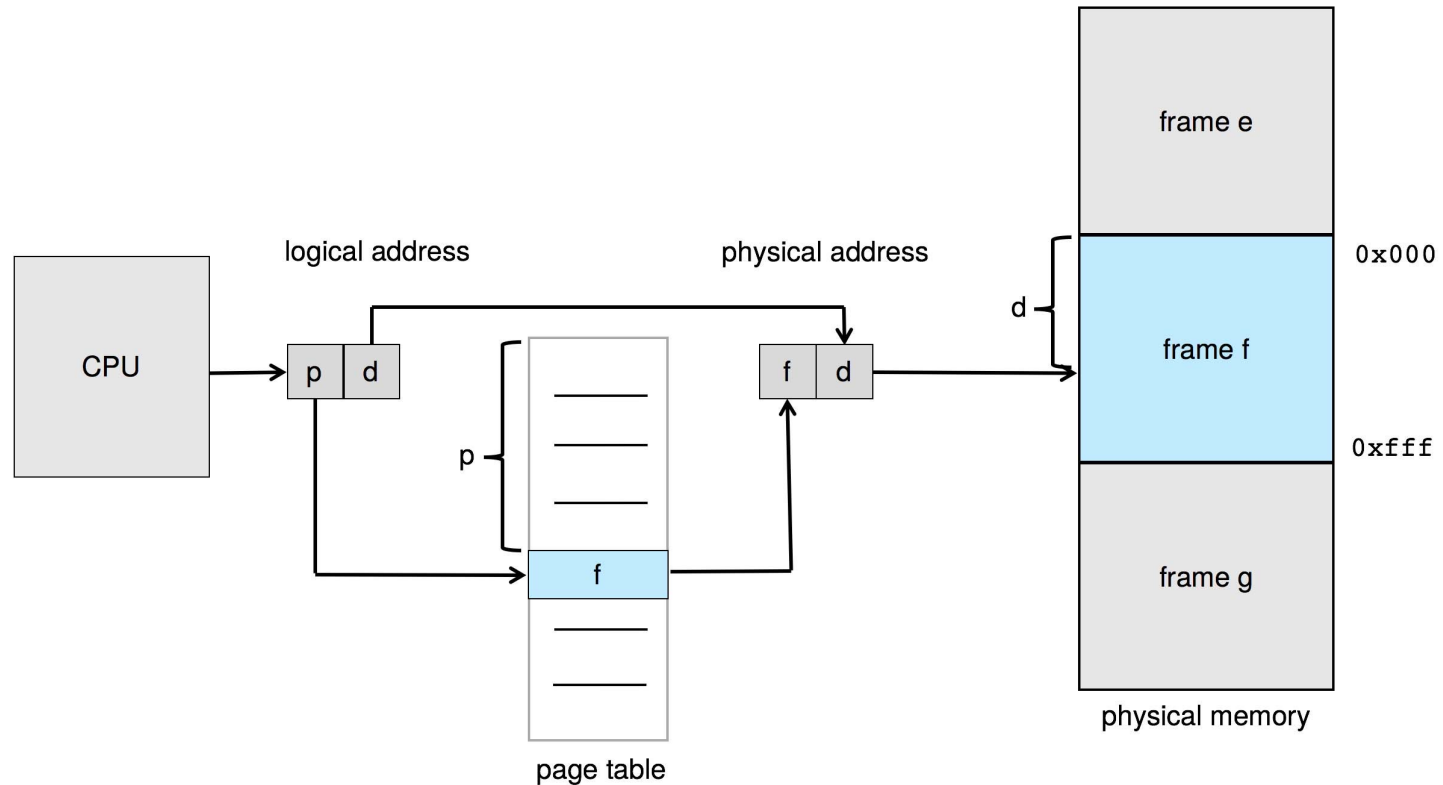 frame e
logical address
physical address
0x000
d
frame f
CPU
p
d
f
d
0xfff
p
f
frame g
physical memory
page table